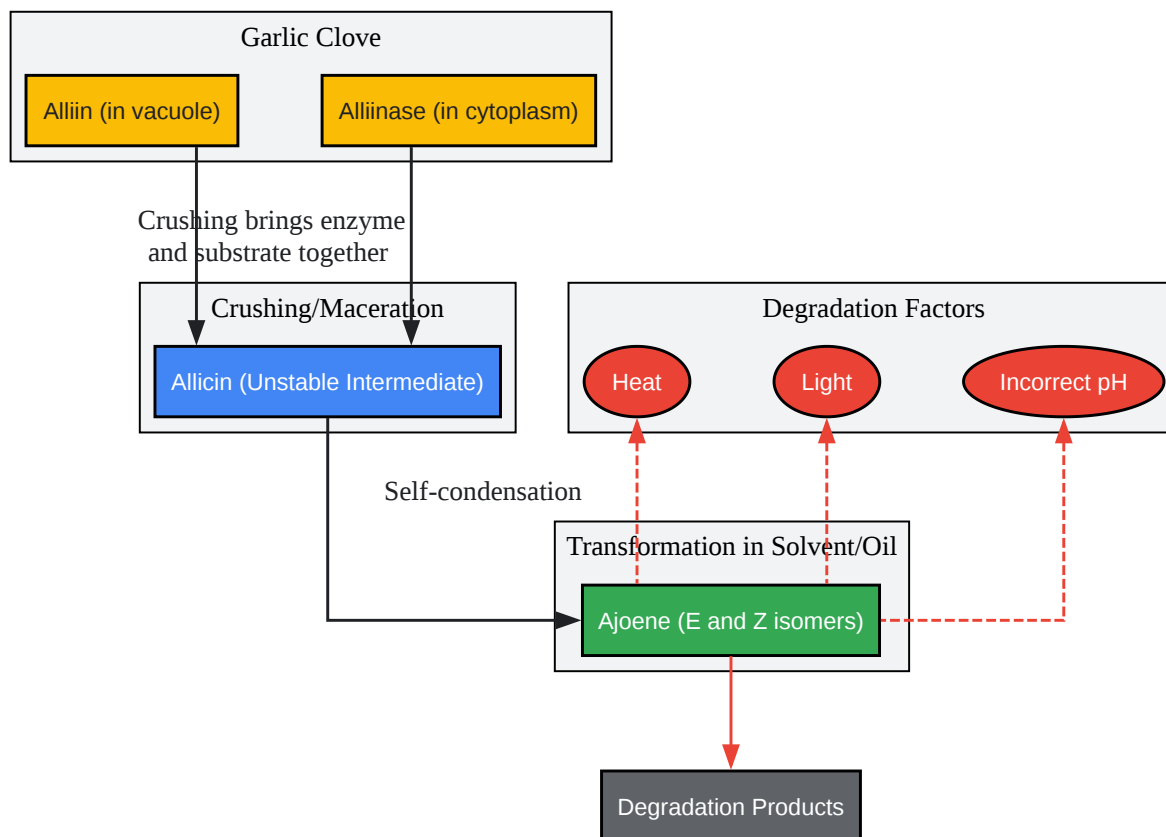 Garlic Clove
Alliin (in vacuole)
Alliinase (in cytoplasm)
Crushing brings enzyme
and substrate together
Crushing/Maceration
Allicin (Unstable Intermediate)
Degradation Factors
Heat
Light
Incorrect pH
Self-condensation
Transformation in Solvent/Oil
Ajoene (E and Z isomers)
Degradation Products